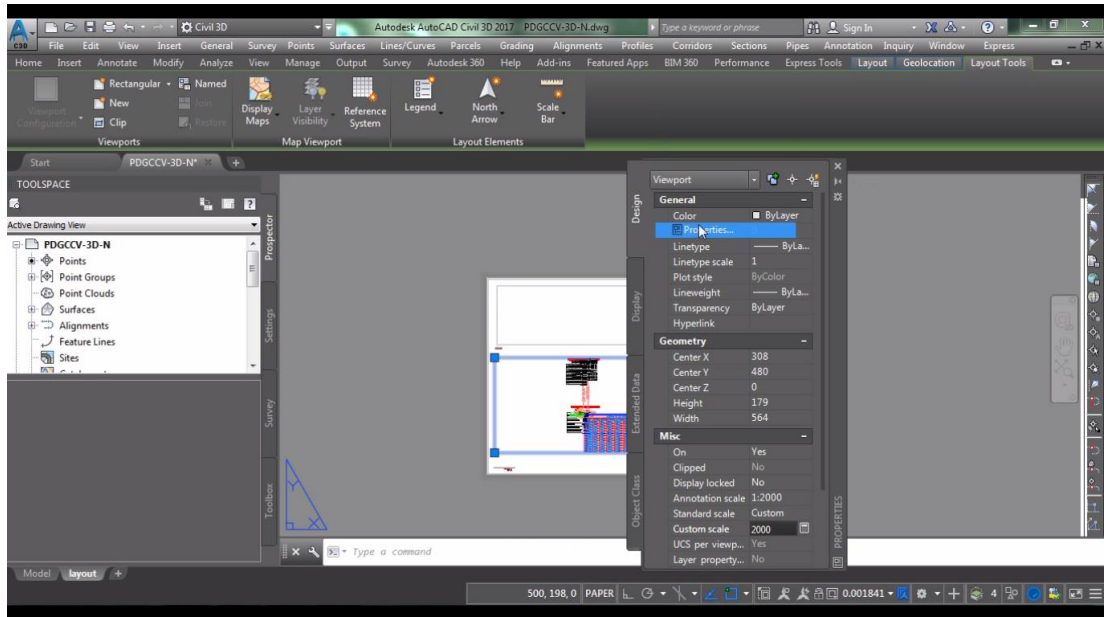 Civil 3D
Autodesk AutoCAD Civil 3D 2017 PDGCCV-3D-N.dwg
Type a keyword or phrase
Sign In
C3D File Edit View Insert General Survey Points Surfaces Lines/Curves Parcels Grading Alignments Profiles Corridors Sections Pipes Annotation Inquiry Window Express
Home Insert Annotate Modify Analyze View Manage Output Survey Autodesk 360 Help Add-ins Featured Apps BIM 360 Performance Express Tools Layout Geolocation Layout Tools
Viewport Configuration
Rectangular
Named
New
Join
Clip
Restore
Display Maps
Layer Visibility
Reference System
Legend
North Arrow
Scale Bar
Viewports Map Viewport Layout Elements
Start PDGCCV-3D-N*
TOOLSPACE
Active Drawing View
PDGCCV-3D-N
Points
Point Groups
Point Clouds
Surfaces
Alignments
Feature Lines
Sites
Prospector
Settings
Survey
Toolbox
Viewport
Design
Display
Extended Data
Object Class
General
Color ByLayer
Linetype ByLa...
Linetype scale 1
Plot style ByColor
Lineweight ByLa...
Transparency ByLayer
Hyperlink
Geometry
Center X 308
Center Y 480
Center Z 0
Height 179
Width 564
Misc
On Yes
Clipped No
Display locked No
Annotation scale 1:2000
Standard scale Custom
Custom scale 2000
UCS per viewp... Yes
Layer property... No
PROPERTIES
Type a command
Model layout
500, 198, 0 PAPER 0.001841 4